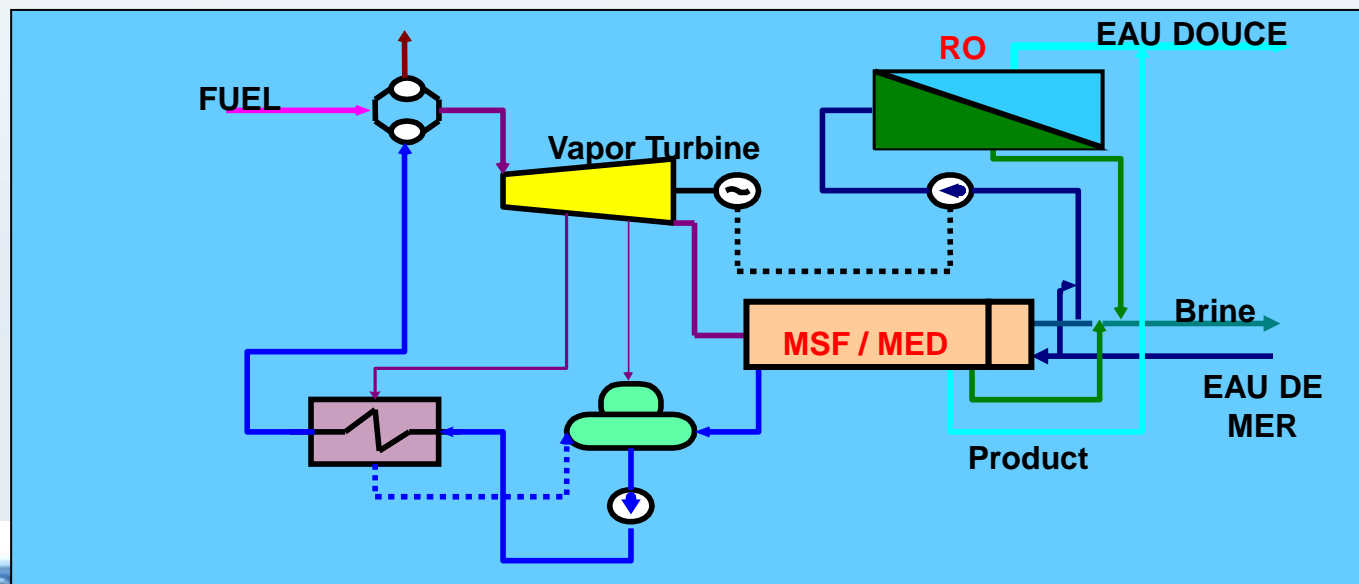 RO
EAU DOUCE
FUEL
Vapor Turbine
~
MSF / MED
Brine
EAU DE
MER
Product